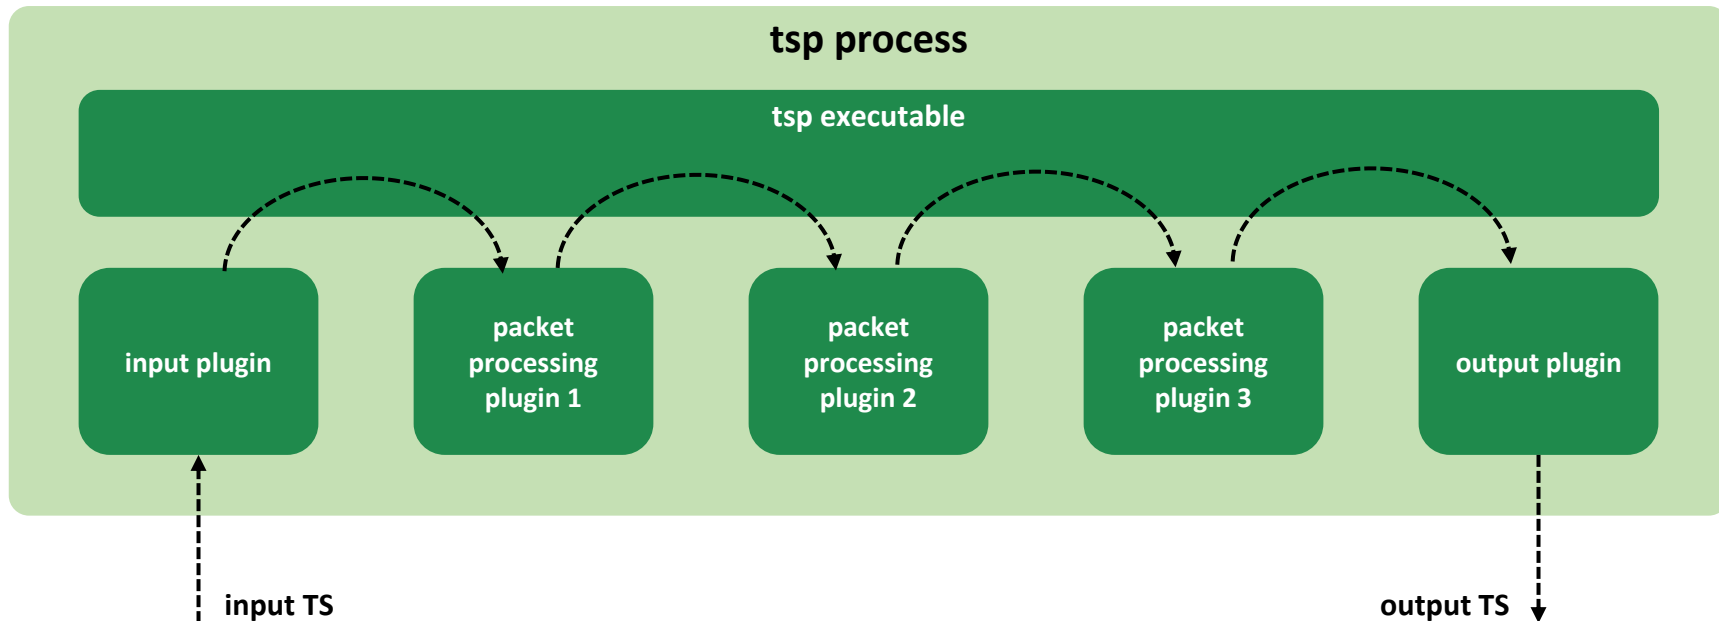 tsp process
tsp executable
input plugin
packet
processing
plugin 1
packet
processing
plugin 2
packet
processing
plugin 3
output plugin
input TS
output TS